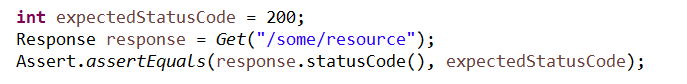 int expectedStatusCode = 200;
Response response = Get("/some/resource");
Assert.assertEquals(response.statusCode(), expectedStatusCode);